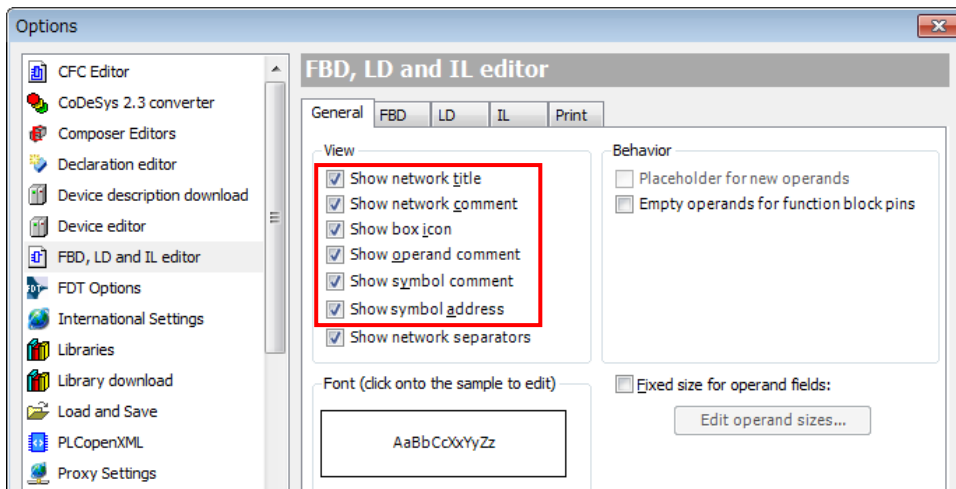 Options
CFC Editor
CoDeSys 2.3 converter
Composer Editors
Declaration editor
Device description download
Device editor
FBD, LD and IL editor
FDT Options
International Settings
Libraries
Library download
Load and Save
PLCopenXML
Proxy Settings
FBD, LD and IL editor
General FBD LD IL Print
View
Show network title
Show network comment
Show box icon
Show operand comment
Show symbol comment
Show symbol address
Show network separators
Behavior
Placeholder for new operands
Empty operands for function block pins
Font (click onto the sample to edit)
AaBbCcXxYyZz
Fixed size for operand fields:
Edit operand sizes...